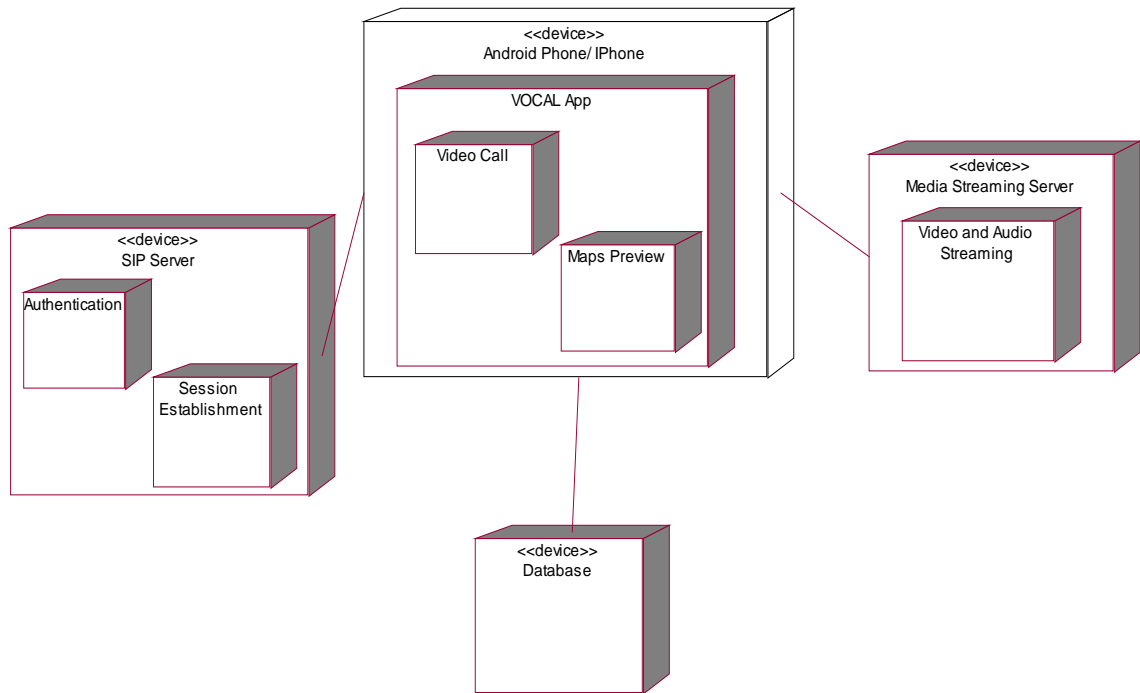 <<device>>
Android Phone/ IPhone
VOCAL App
Video Call
Maps Preview
<<device>>
SIP Server
Authentication
Session
Establishment
<<device>>
Media Streaming Server
Video and Audio
Streaming
<<device>>
Database